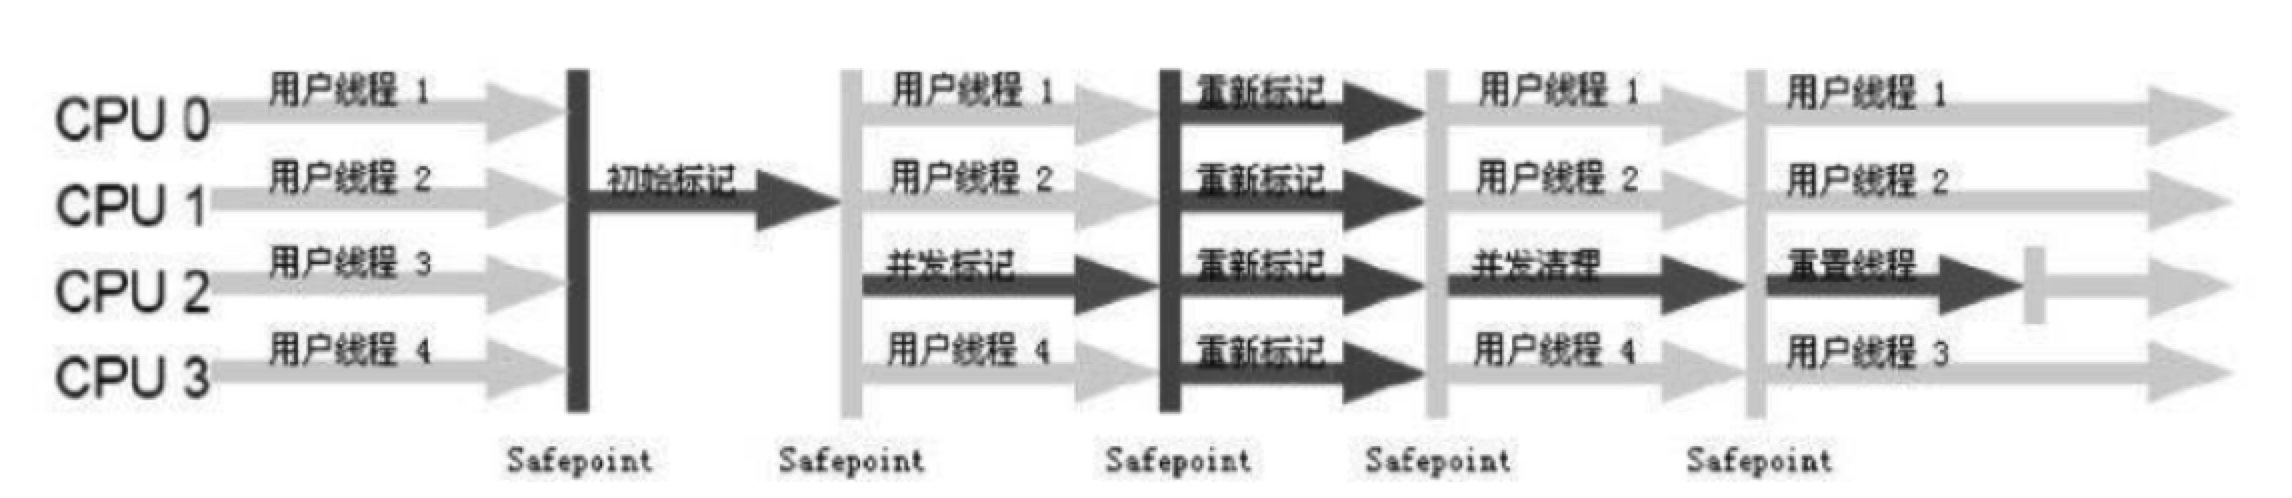 CPU 0 用户线程 1 用户线程 1 重新标记 用户线程 1 用户线程 1
CPU 1 用户线程 2 初始标记 用户线程 2 重新标记 用户线程 2 用户线程 2
CPU 2 用户线程 3 并发标记 重新标记 并发清理 重置线程
CPU 3 用户线程 4 用户线程 4 重新标记 用户线程 4 用户线程 3
Safepoint Safepoint Safepoint Safepoint Safepoint